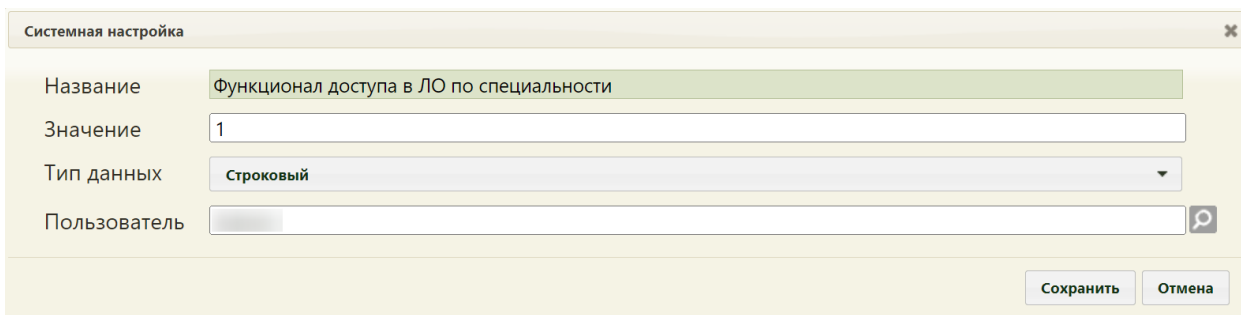 Системная настройка
Название Функционал доступа в ЛО по специальности
Значение 1
Тип данных Строковый
Пользователь
Сохранить Отмена